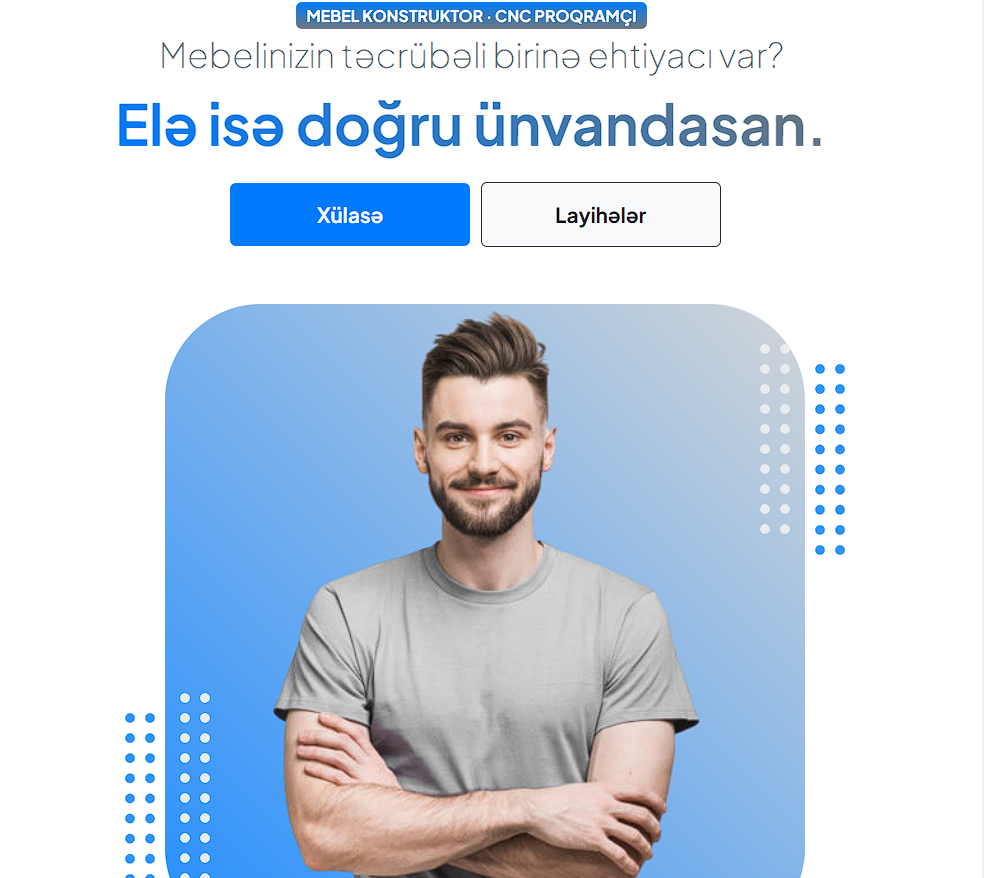 MEBEL KONSTRUKTOR · CNC PROQRAMÇI
Mebelinizin təcrübəli birinə ehtiyacı var?
Elə isə doğru ünvandasan.
Xülasə
Layihələr